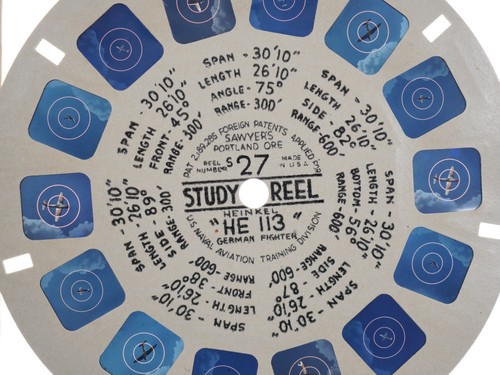 PAT. 2,189,285 FOREIGN PATENTS APPLIED FOR
SAWYER'S
PORTLAND ORE
REEL NUMBER S 27 MADE IN U.S.A.
STUDY REEL
HEINKEL
"HE 113"
GERMAN FIGHTER
U.S. NAVAL AVIATION TRAINING DIVISION
SPAN - 30'10"
LENGTH 26'10"
ANGLE - 75°
RANGE - 300'
SPAN - 30'10"
LENGTH - 26'10"
SIDE - 82°
RANGE - 600'
SPAN - 30'10"
LENGTH - 26'10"
BOTTOM - 56°
RANGE - 600'
SPAN - 30'10"
LENGTH - 26'10"
SIDE - 87°
RANGE - 600'
SPAN - 30'10"
LENGTH - 26'10"
FRONT - 38°
RANGE - 600'
SPAN - 30'10"
LENGTH - 26'10"
SIDE - 89°
RANGE - 300'
SPAN - 30'10"
LENGTH 26'10"
FRONT - 45°
RANGE - 300'